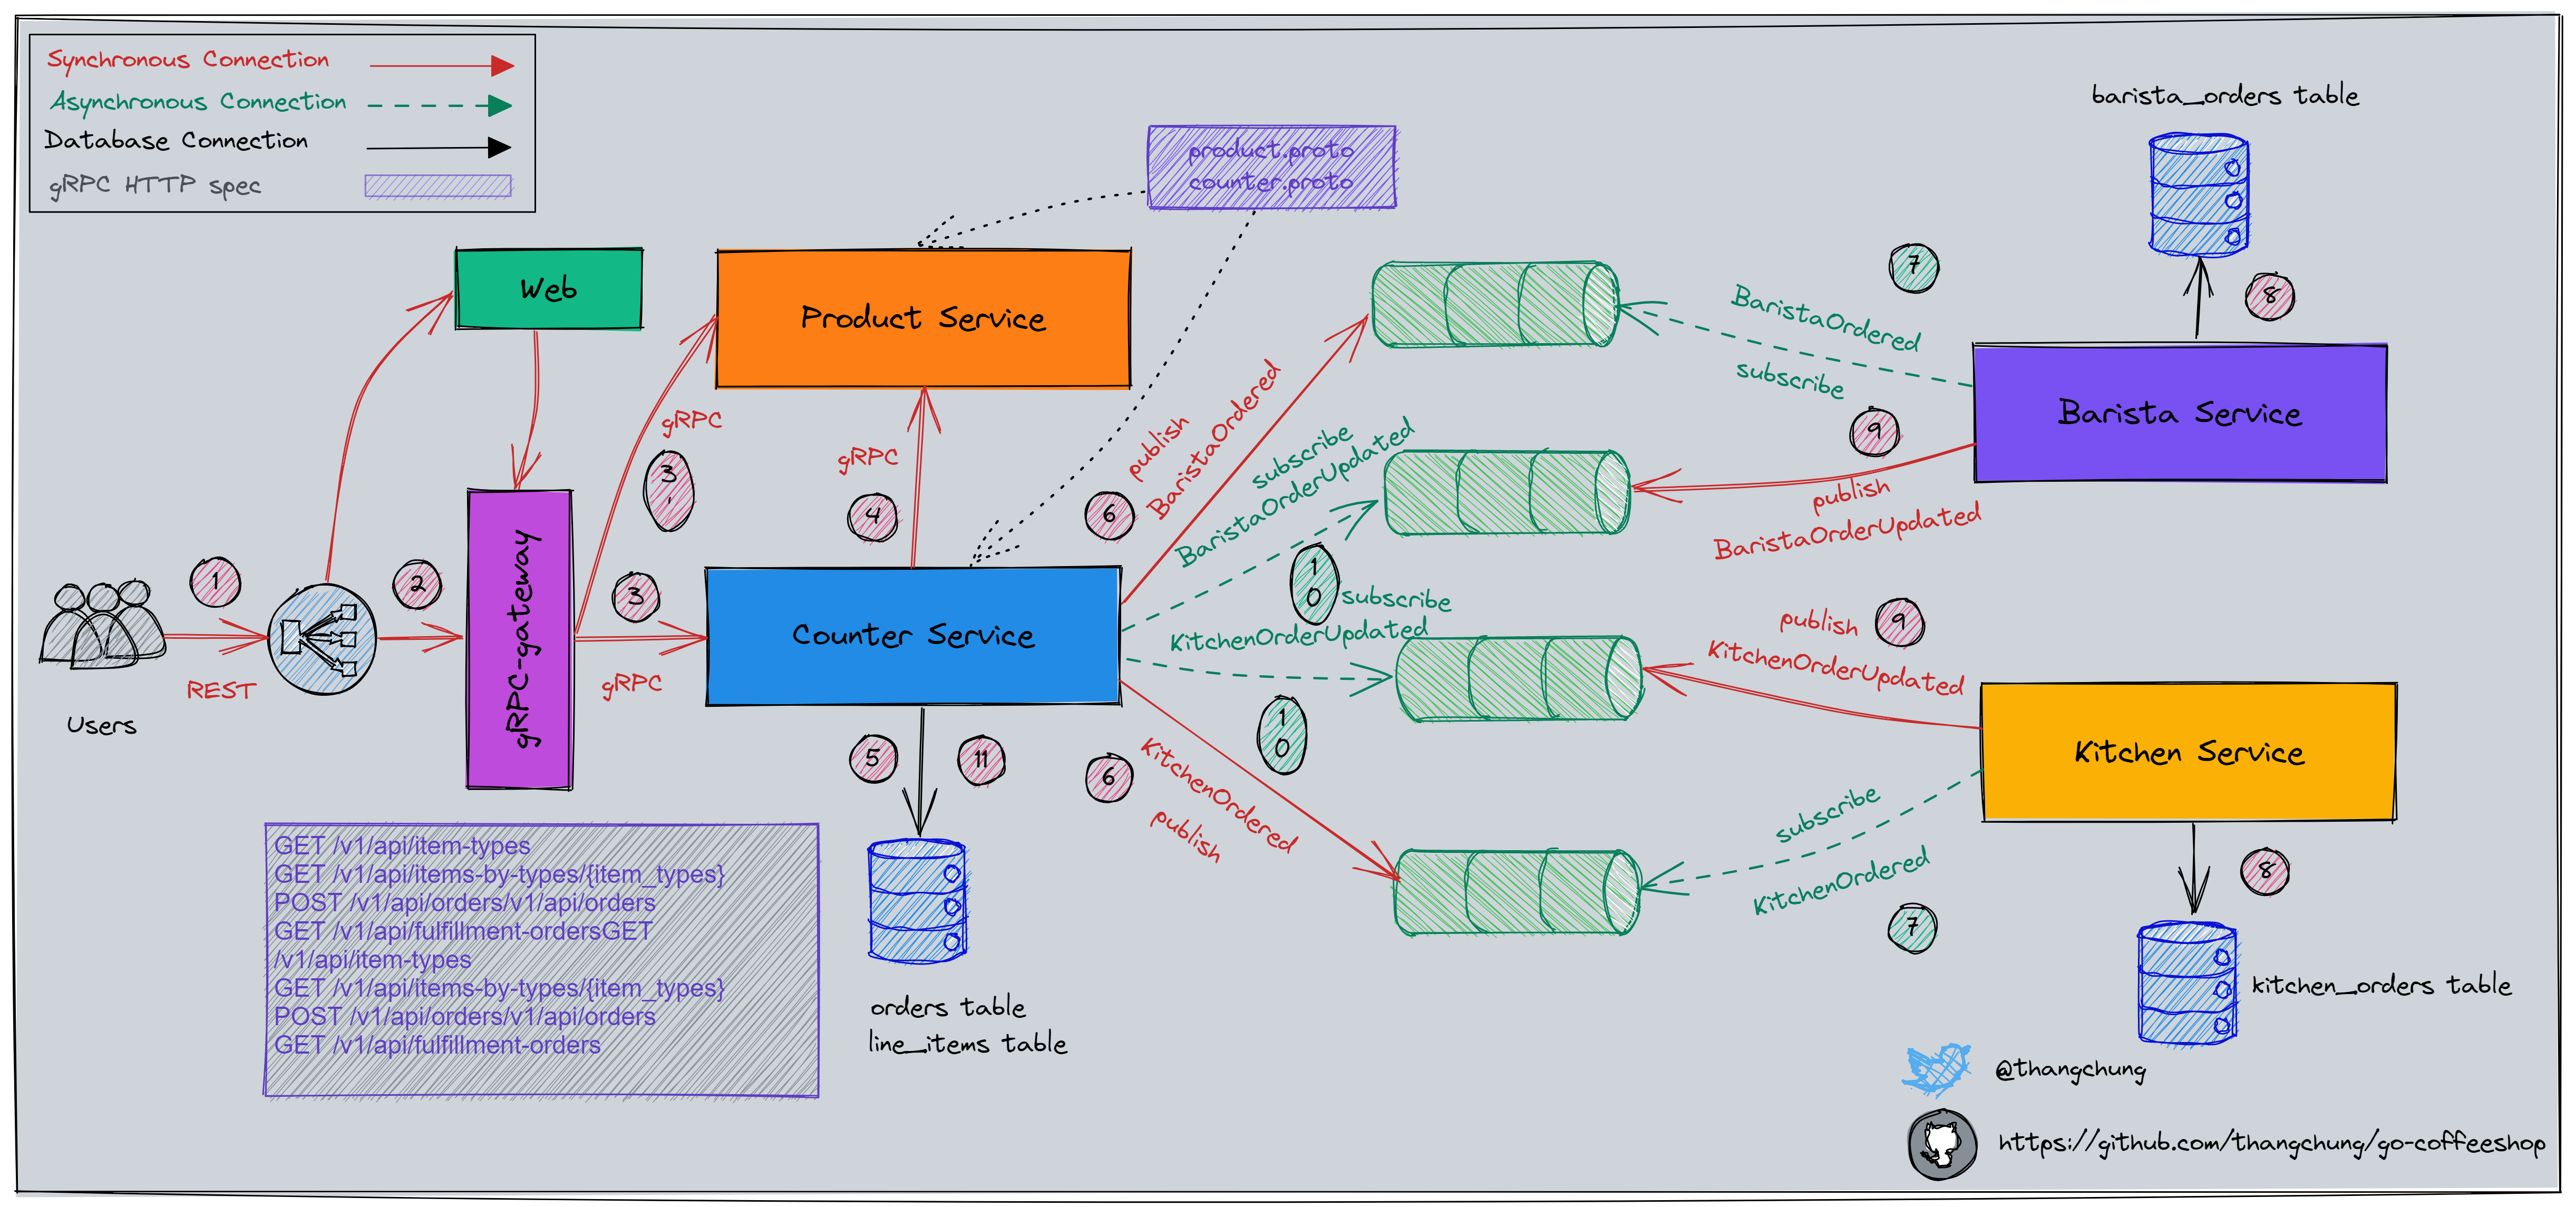 Synchronous Connection
Asynchronous Connection
Database Connection
gRPC HTTP spec
product.proto
counter.proto
barista_orders table
Web
Product Service
7
8
BaristaOrdered
subscribe
Barista Service
9
publish
BaristaOrderUpdated
gRPC
3'
gRPC
4
publish
BaristaOrdered
6
subscribe
BaristaOrderUpdated
10
subscribe
KitchenOrderUpdated
10
1
2
3
REST
Users
gRPC-gateway
gRPC
Counter Service
5
11
6
KitchenOrdered
publish
publish
9
KitchenOrderUpdated
Kitchen Service
subscribe
KitchenOrdered
7
8
GET /v1/api/item-types
GET /v1/api/items-by-types/{item_types}
POST /v1/api/orders/v1/api/orders
GET /v1/api/fulfillment-ordersGET
/v1/api/item-types
GET /v1/api/items-by-types/{item_types}
POST /v1/api/orders/v1/api/orders
GET /v1/api/fulfillment-orders
orders table
line_items table
kitchen_orders table
@thangchung
https://github.com/thangchung/go-coffeeshop